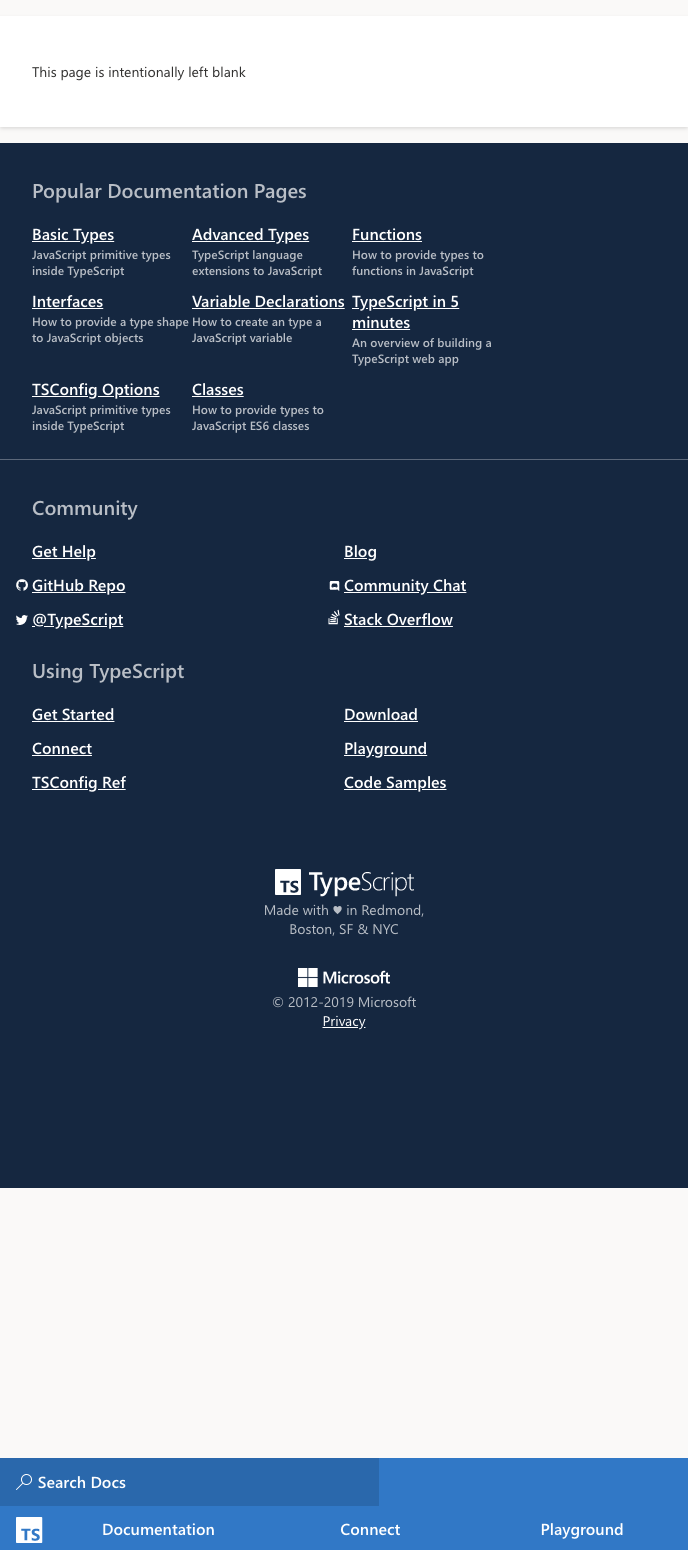 This page is intentionally left blank
Popular Documentation Pages
Basic Types
JavaScript primitive types
inside TypeScript
Advanced Types
TypeScript language
extensions to JavaScript
Functions
How to provide types to
functions in JavaScript
Interfaces
How to provide a type shape
to JavaScript objects
Variable Declarations
How to create an type a
JavaScript variable
TypeScript in 5
minutes
An overview of building a
TypeScript web app
TSConfig Options
JavaScript primitive types
inside TypeScript
Classes
How to provide types to
JavaScript ES6 classes
Community
Get Help
Blog
GitHub Repo
Community Chat
@TypeScript
Stack Overflow
Using TypeScript
Get Started
Download
Connect
Playground
TSConfig Ref
Code Samples
TS TypeScript
Made with ♥ in Redmond,
Boston, SF & NYC
Microsoft
© 2012-2019 Microsoft
Privacy
Search Docs
TS Documentation Connect Playground